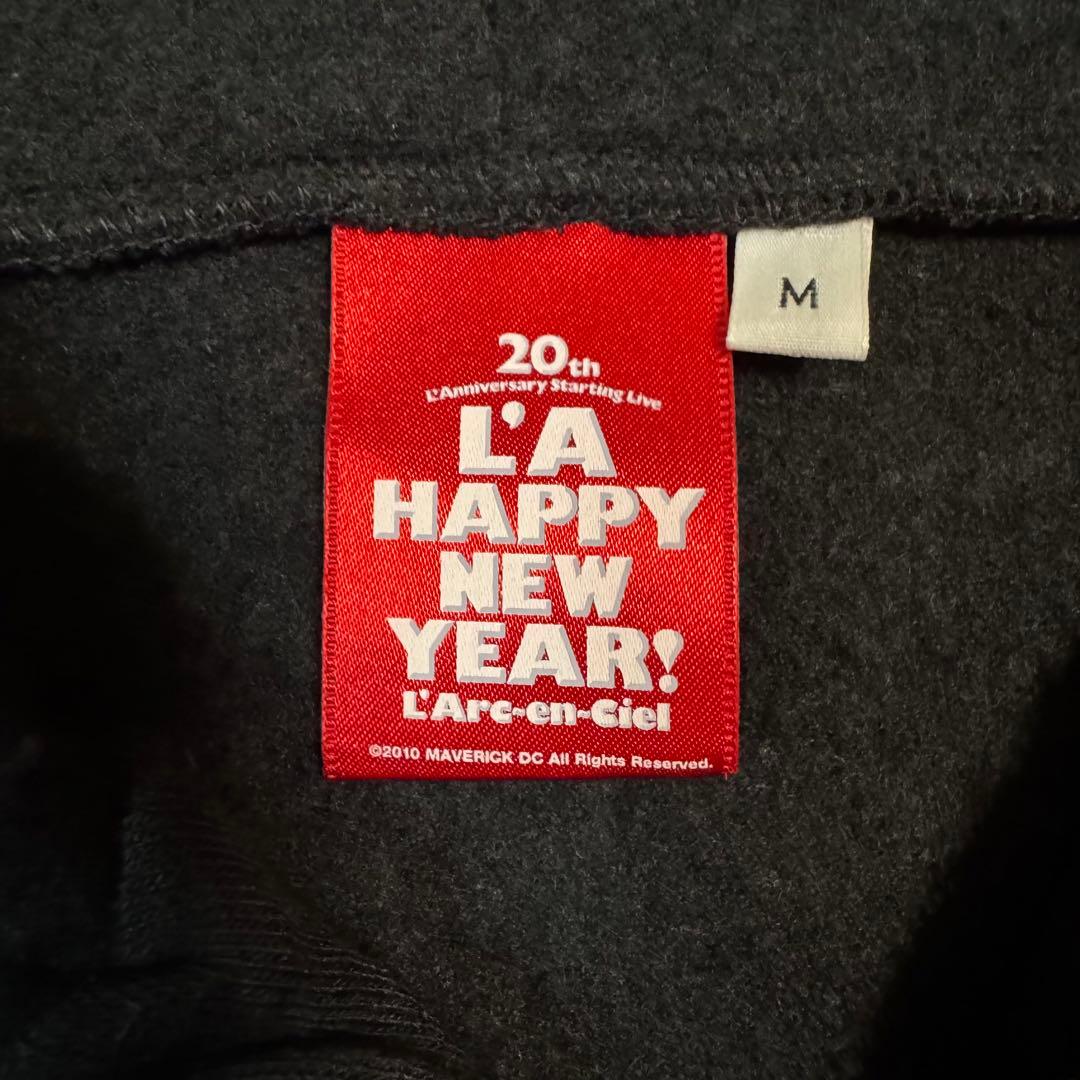 20th
L'Anniversary Starting Live
L'A
HAPPY
NEW
YEAR!
L'Arc~en~Ciel
©2010 MAVERICK DC All Rights Reserved.
M